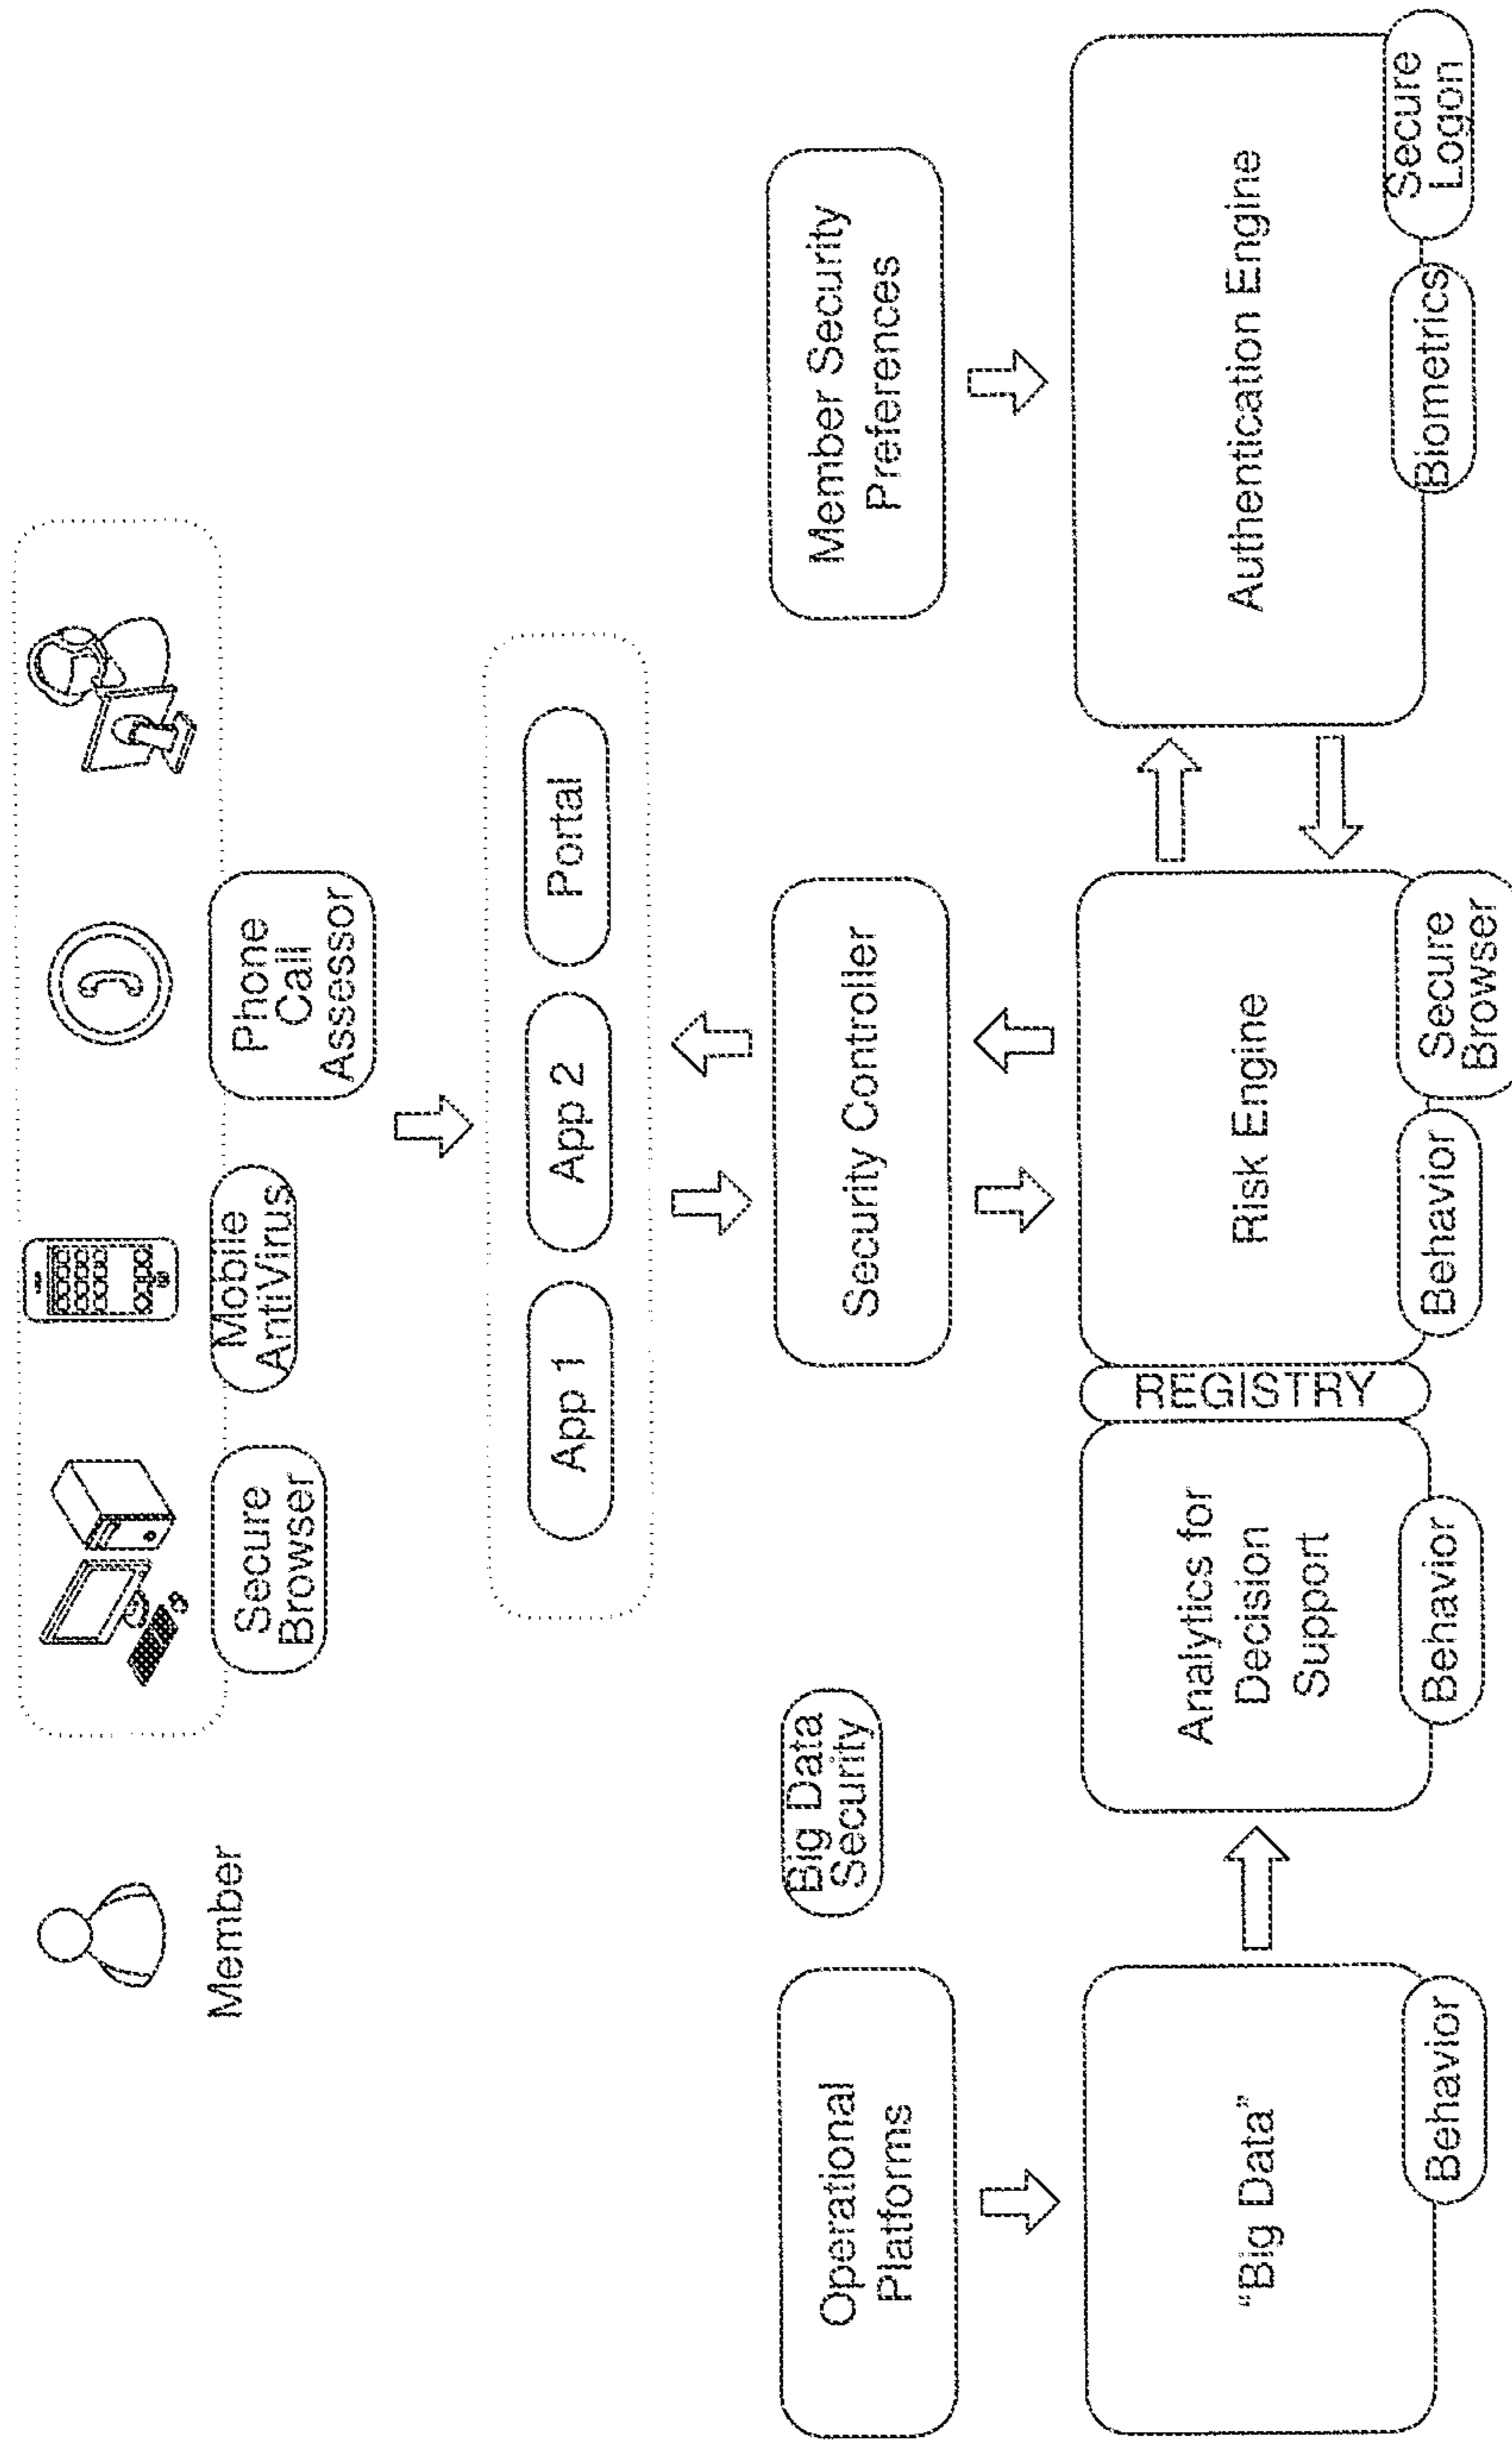 Member
Secure
Browser
Mobile
AntiVirus
Phone
Call
Assessor
App 1
App 2
Portal
Operational
Platforms
Big Data
Security
Security Controller
Member Security
Preferences
“Big Data”
Behavior
Analytics for
Decision
Support
Behavior
REGISTRY
Risk Engine
Behavior
Secure
Browser
Authentication Engine
Biometrics
Secure
Logon